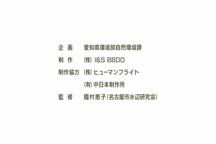 企　画　愛知県環境部自然環境課
制　作　(株) I&S BBDO
制作協力　(株) ヒューマンフライト
(有) 中日本制作所
監　修　國村恵子(名古屋市水辺研究会)